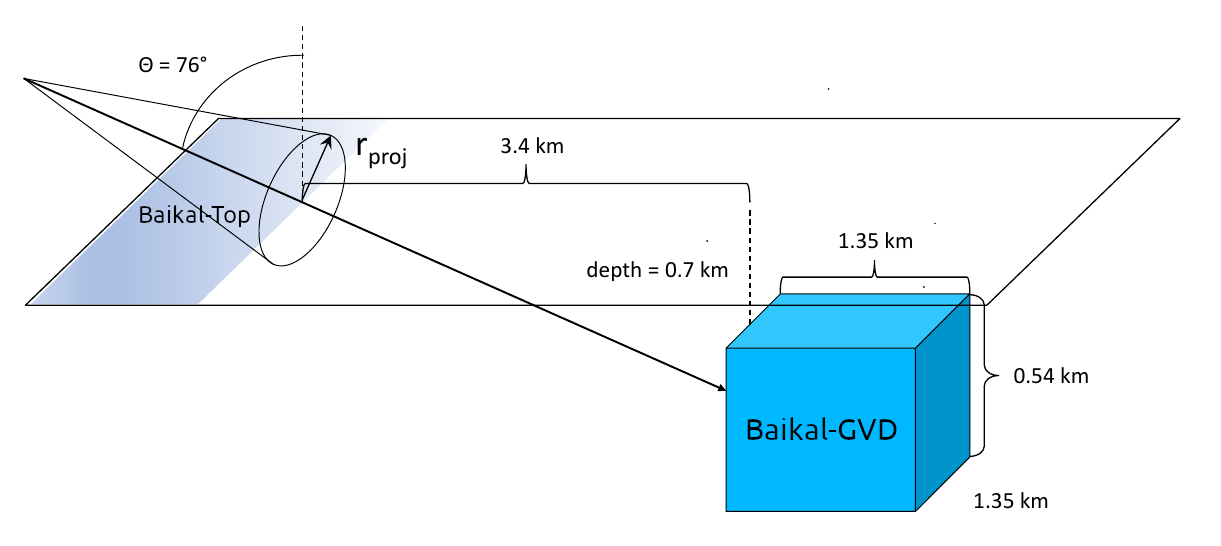 Θ = 76°
r_proj
3.4 km
Baikal-Top
1.35 km
depth = 0.7 km
0.54 km
Baikal-GVD
1.35 km